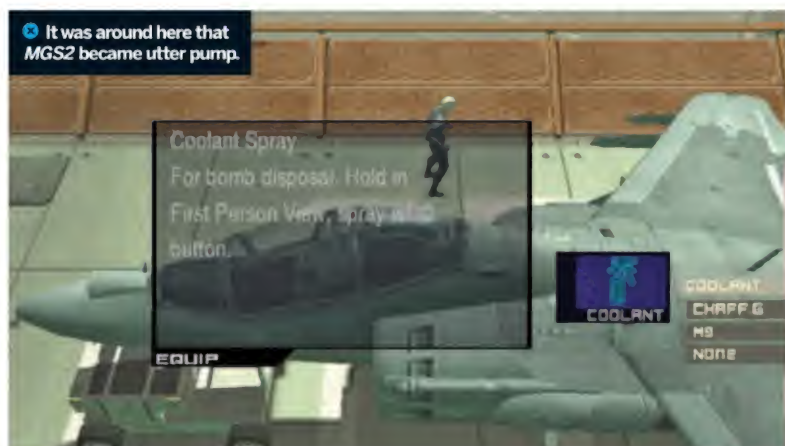 It was around here that
MGS2 became utter pump.
Coolant Spray
For bomb disposal. Hold in
First Person View, spray
button.
EQUIP
COOLANT
COOLANT
CHAFF G
M9
NONE